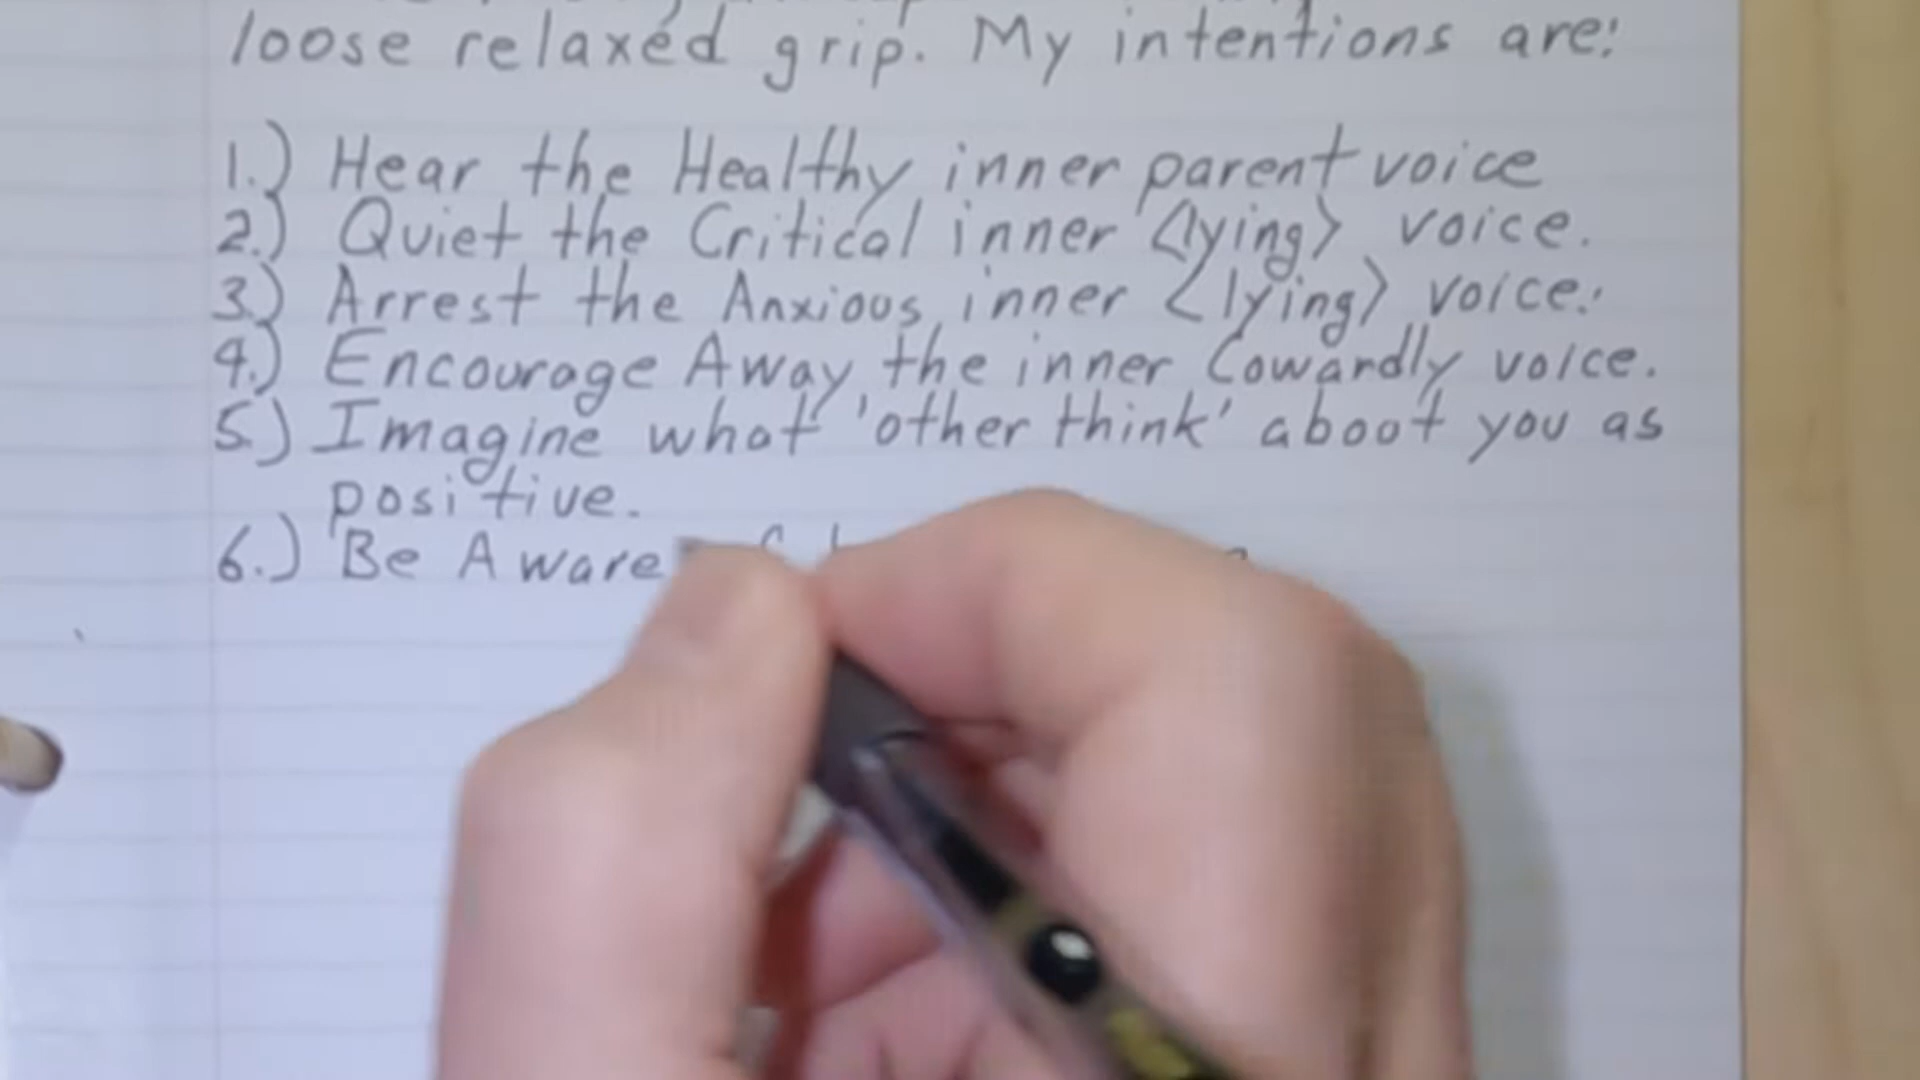 loose relaxed grip. My intentions are:
1.) Hear the Healthy inner parent voice
2.) Quiet the Critical inner <lying> voice.
3.) Arrest the Anxious inner <lying> voice.
4.) Encourage Away the inner Cowardly voice.
5.) Imagine what 'other think' aboot you as
positive.
6.) Be Aware